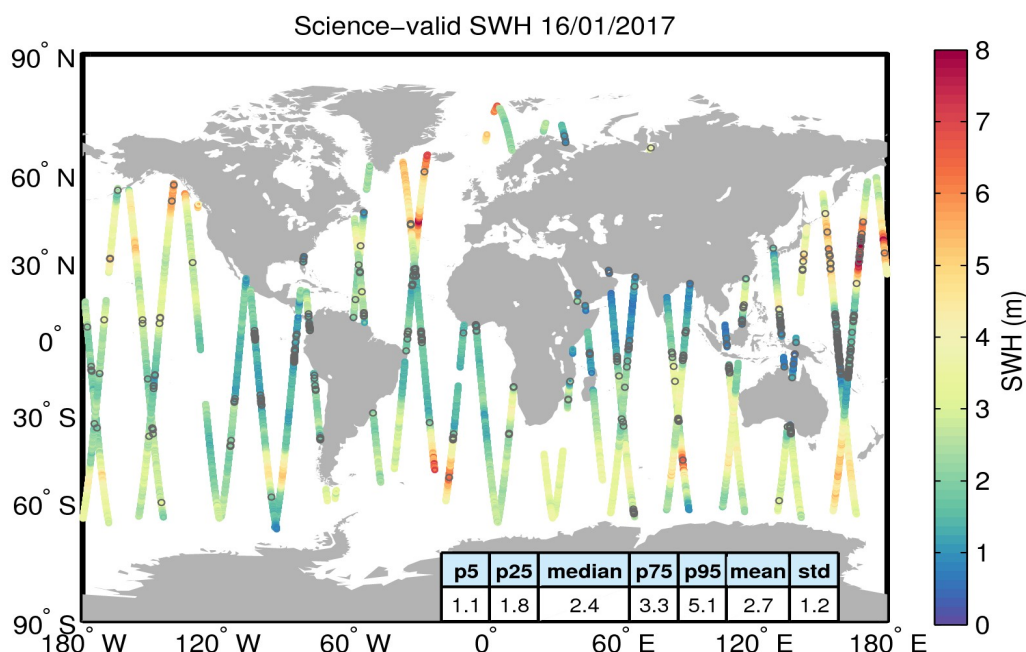 Science−valid SWH 16/01/2017
90° N
60° N
30° N
0°
30° S
60° S
90° S
180° W
120° W
60° W
0°
60° E
120° E
180° E
8
7
6
5
4
3
2
1
0
SWH (m)
p5 p25 median p75 p95 mean std
1.1 1.8 2.4 3.3 5.1 2.7 1.2